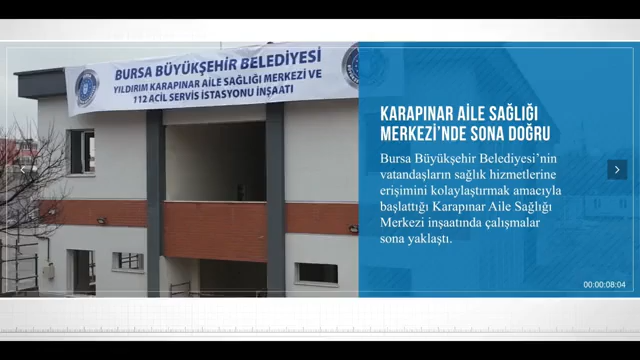 BURSA BÜYÜKŞEHİR BELEDİYESİ
YILDIRIM KARAPINAR AİLE SAĞLIĞI MERKEZİ VE
112 ACİL SERVİS İSTASYONU İNŞAATI
KARAPINAR AİLE SAĞLIĞI
MERKEZİ'NDE SONA DOĞRU
Bursa Büyükşehir Belediyesi'nin
vatandaşların sağlık hizmetlerine
erişimini kolaylaştırmak amacıyla
başlattığı Karapınar Aile Sağlığı
Merkezi inşaatında çalışmalar
sona yaklaştı.
00:00:08:04